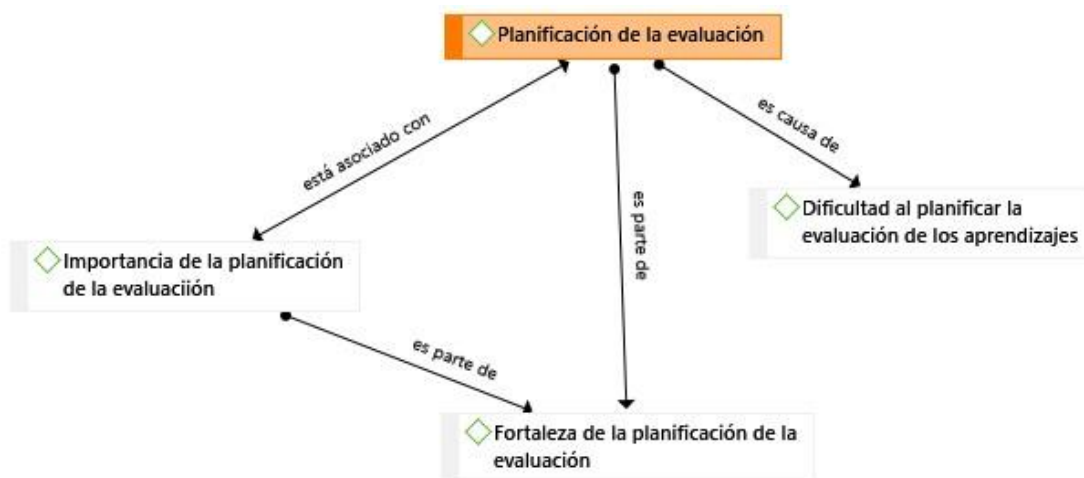 Planificación de la evaluación
está asociado con
es causa de
es parte de
Dificultad al planificar la
evaluación de los aprendizajes
Importancia de la planificación
de la evaluaciión
es parte de
Fortaleza de la planificación de la
evaluación